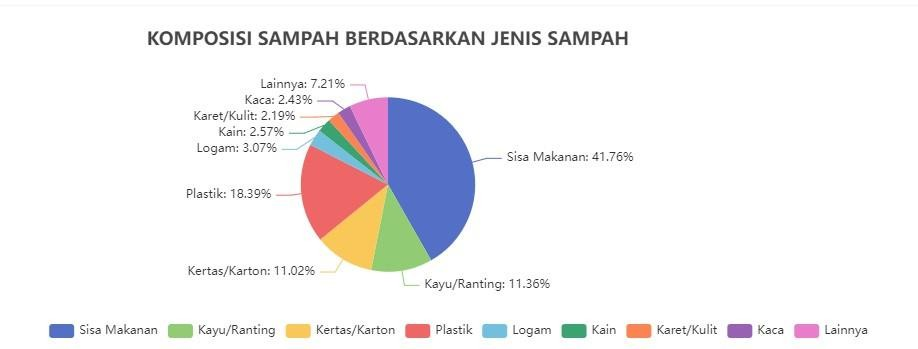 KOMPOSISI SAMPAH BERDASARKAN JENIS SAMPAH
Lainnya: 7.21%
Kaca: 2.43%
Karet/Kulit: 2.19%
Kain: 2.57%
Logam: 3.07%
Sisa Makanan: 41.76%
Plastik: 18.39%
Kertas/Karton: 11.02%
Kayu/Ranting: 11.36%
Sisa Makanan Kayu/Ranting Kertas/Karton Plastik Logam Kain Karet/Kulit Kaca Lainnya